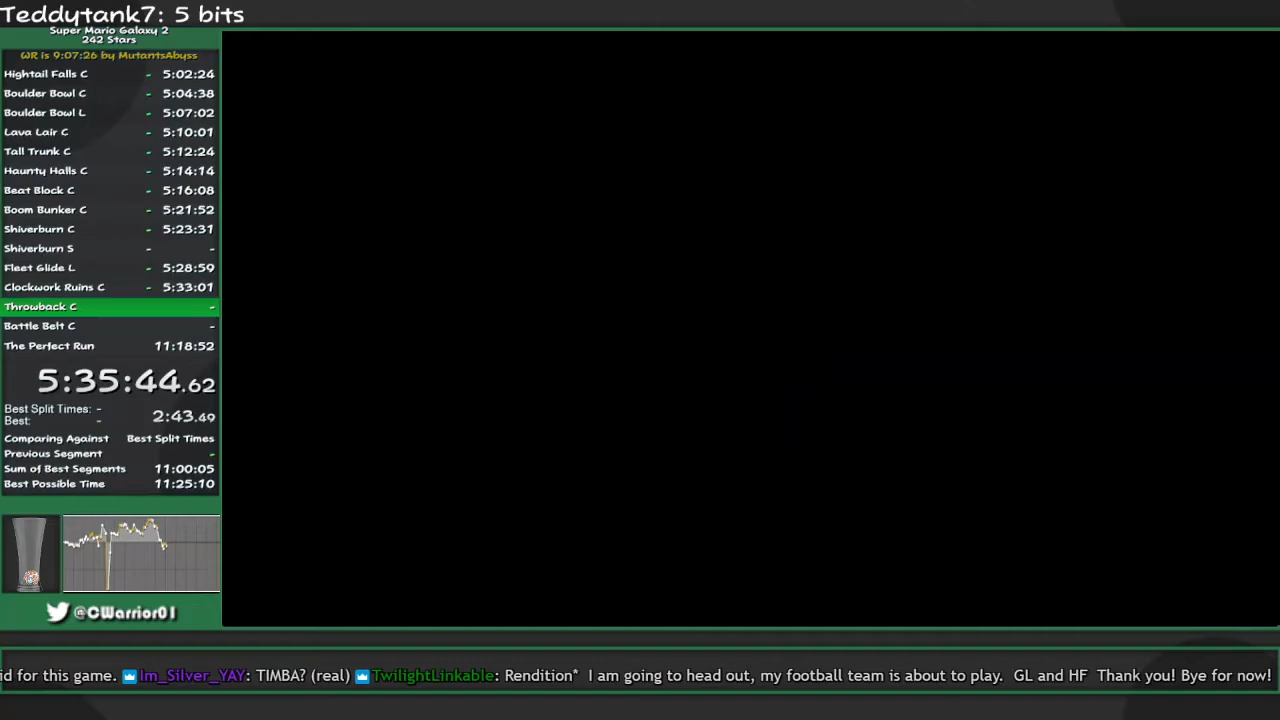 Teddytank7: 5 bits
Super Mario Galaxy 2
242 Stars
WR is 9:07:26 by MutantsAbyss
Hightail Falls C - 5:02:24
Boulder Bowl C - 5:04:38
Boulder Bowl L - 5:07:02
Lava Lair C - 5:10:01
Tall Trunk C - 5:12:24
Haunty Halls C - 5:14:14
Beat Block C - 5:16:08
Boom Bunker C - 5:21:52
Shiverburn C - 5:23:31
Shiverburn S - -
Fleet Glide L - 5:28:59
Clockwork Ruins C - 5:33:01
Throwback C -
Battle Belt C -
The Perfect Run 11:18:52
5:35:44.62
Best Split Times: - 2:43.49
Best: -
Comparing Against Best Split Times
Previous Segment -
Sum of Best Segments 11:00:05
Best Possible Time 11:25:10
@CWarrior01
id for this game. Im_Silver_YAY: TIMBA? (real) TwilightLinkable: Rendition* I am going to head out, my football team is about to play. GL and HF Thank you! Bye for now!